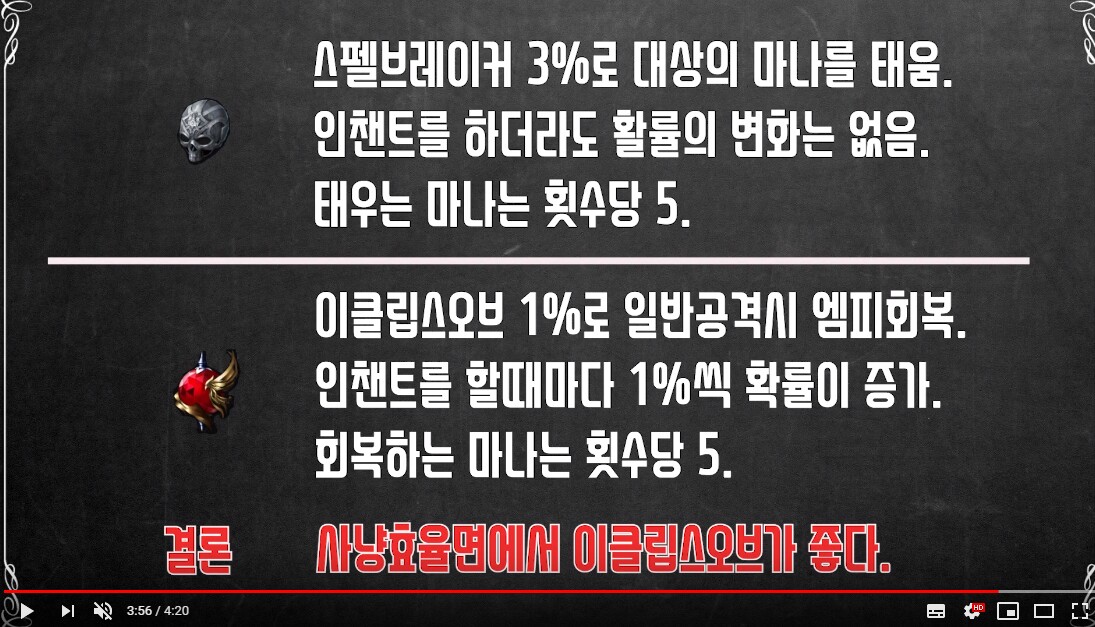 스펠브레이커 3%로 대상의 마나를 태움.
인챈트를 하더라도 활률의 변화는 없음.
태우는 마나는 횟수당 5.
이클립스오브 1%로 일반공격시 엠피회복.
인챈트를 할때마다 1%씩 확률이 증가.
회복하는 마나는 횟수당 5.
결론 사냥효율면에서 이클립스오브가 좋다.
3:56 / 4:20
HD